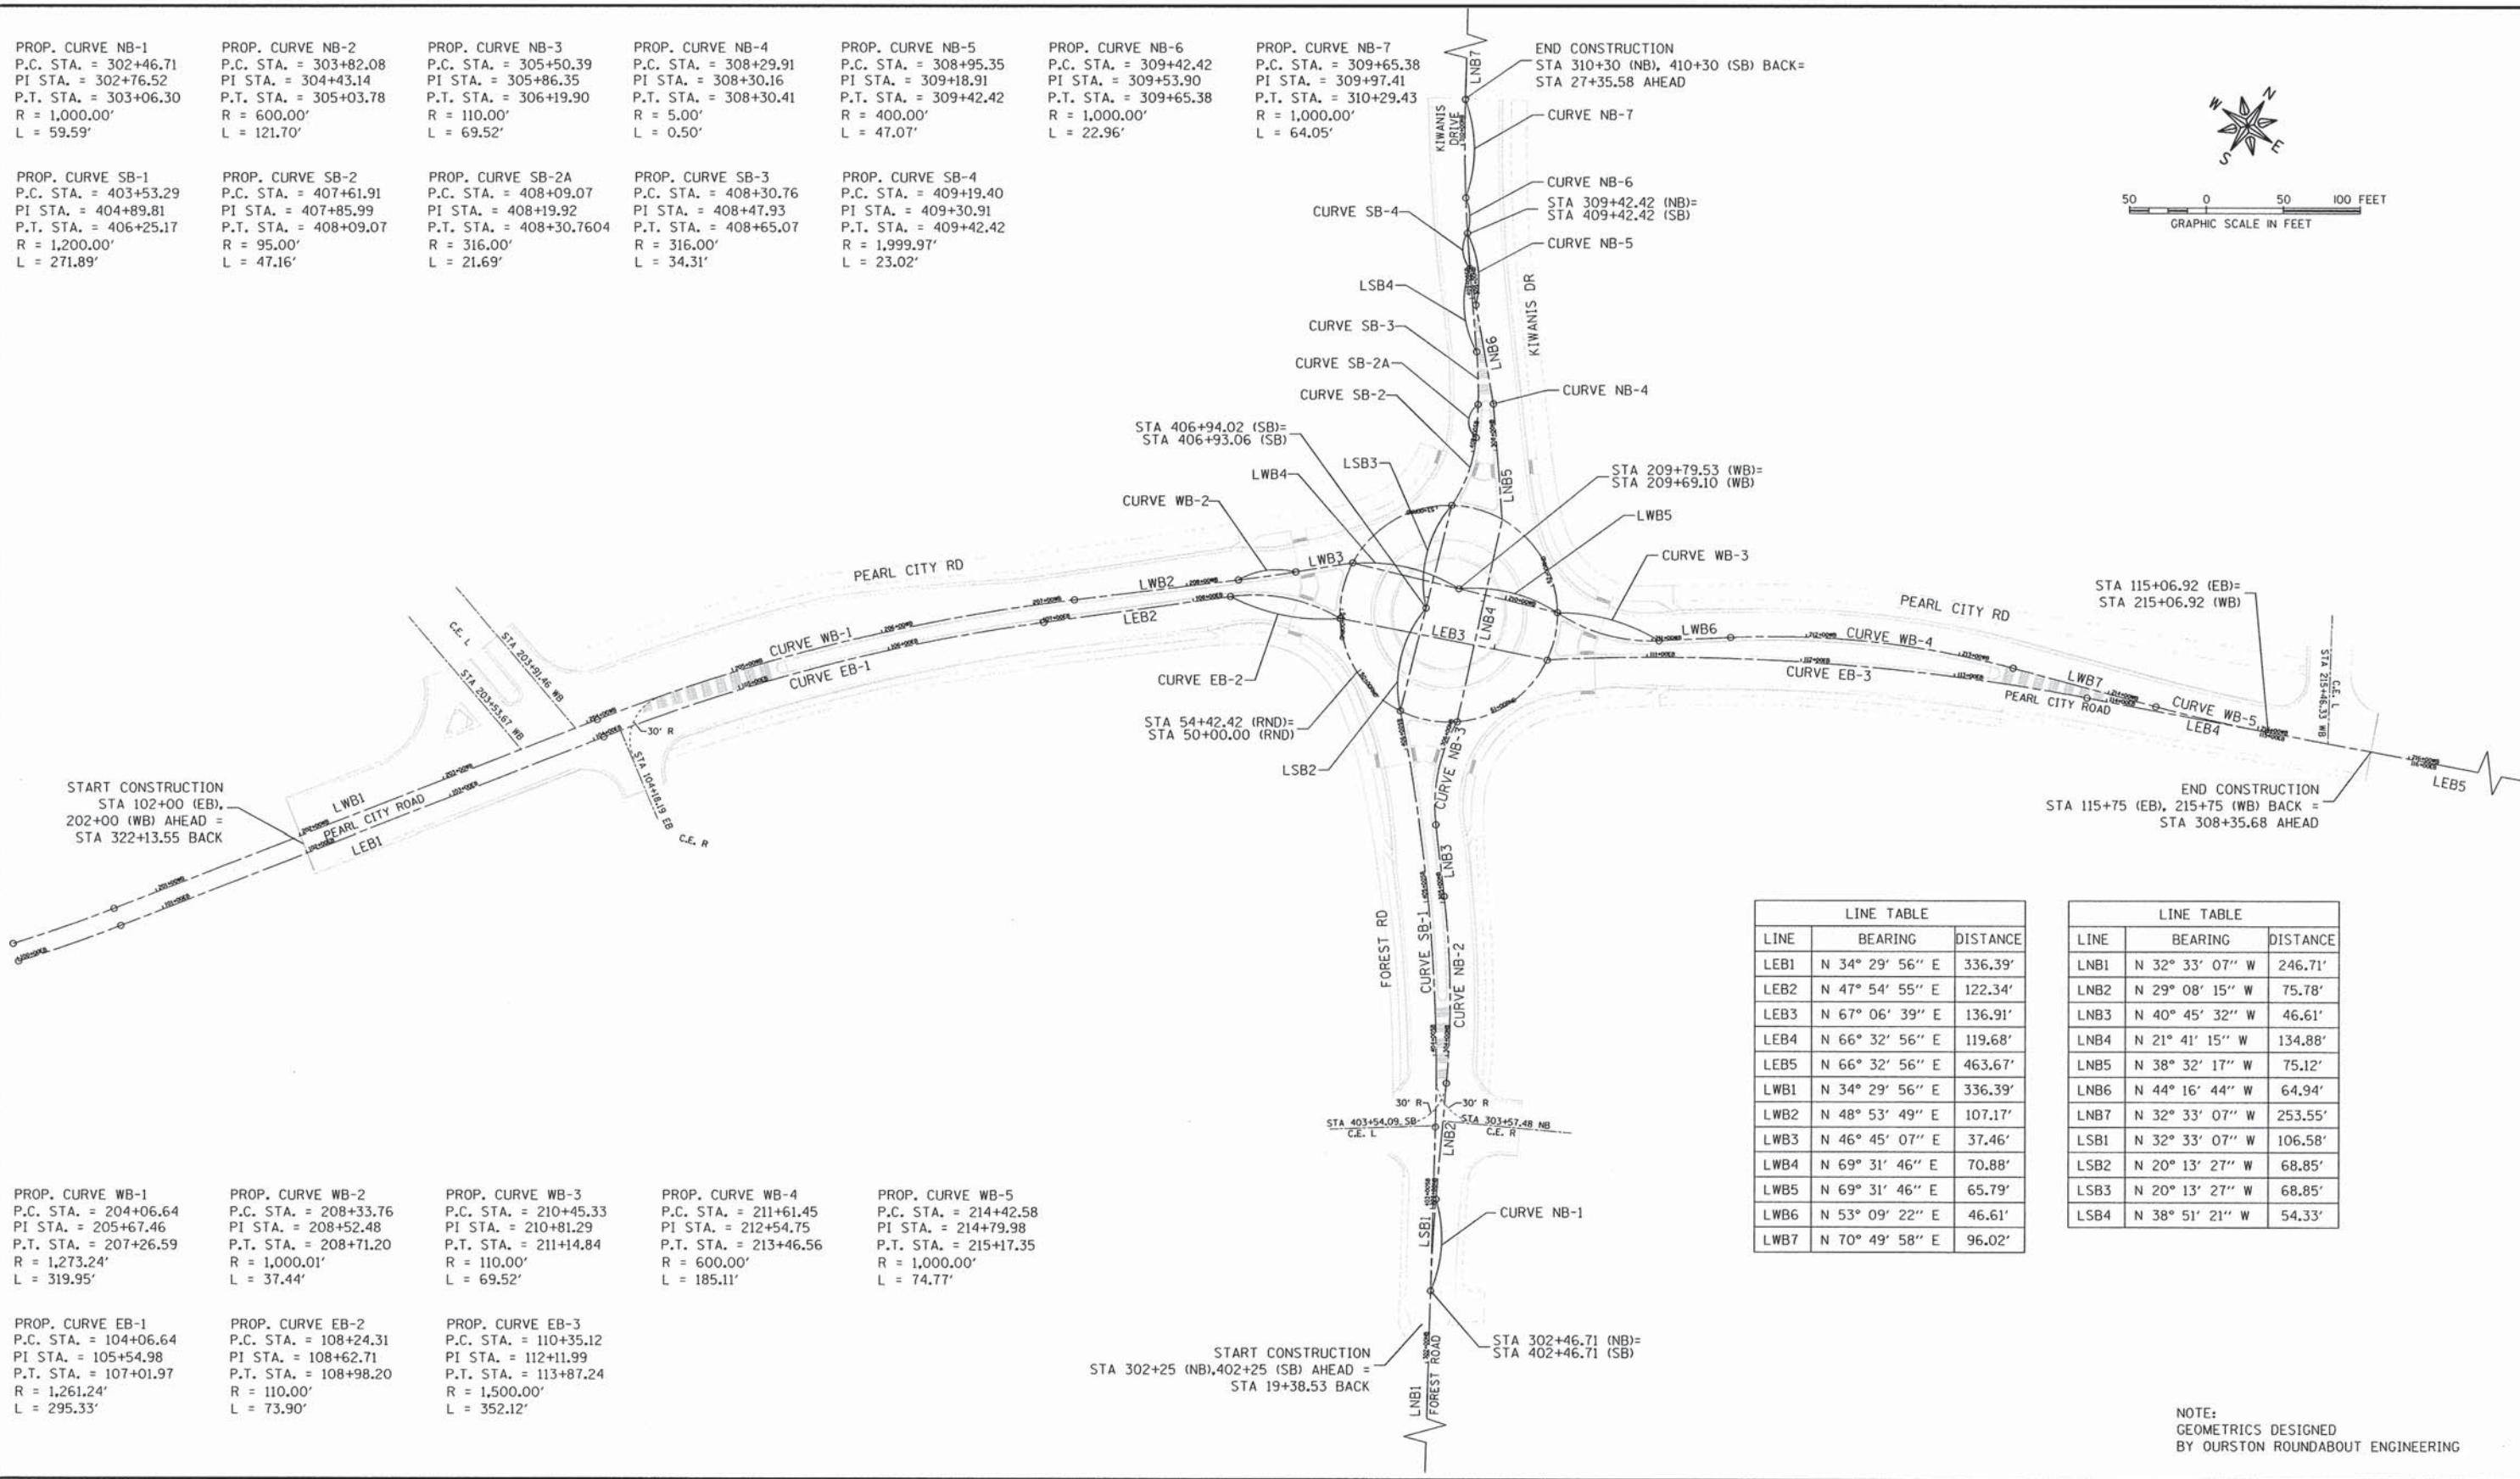 PROP. CURVE NB-1
P.C. STA. = 302+46.71
PI STA. = 302+76.52
P.T. STA. = 303+06.30
R = 1,000.00'
L = 59.59'
PROP. CURVE NB-2
P.C. STA. = 303+82.08
PI STA. = 304+43.14
P.T. STA. = 305+03.78
R = 600.00'
L = 121.70'
PROP. CURVE NB-3
P.C. STA. = 305+50.39
PI STA. = 305+86.35
P.T. STA. = 306+19.90
R = 110.00'
L = 69.52'
PROP. CURVE NB-4
P.C. STA. = 308+29.91
PI STA. = 308+30.16
P.T. STA. = 308+30.41
R = 5.00'
L = 0.50'
PROP. CURVE NB-5
P.C. STA. = 308+95.35
PI STA. = 309+18.91
P.T. STA. = 309+42.42
R = 400.00'
L = 47.07'
PROP. CURVE NB-6
P.C. STA. = 309+42.42
PI STA. = 309+53.90
P.T. STA. = 309+65.38
R = 1,000.00'
L = 22.96'
PROP. CURVE NB-7
P.C. STA. = 309+65.38
PI STA. = 309+97.41
P.T. STA. = 310+29.43
R = 1,000.00'
L = 64.05'
PROP. CURVE SB-1
P.C. STA. = 403+53.29
PI STA. = 404+89.81
P.T. STA. = 406+25.17
R = 1,200.00'
L = 271.89'
PROP. CURVE SB-2
P.C. STA. = 407+61.91
PI STA. = 407+85.99
P.T. STA. = 408+09.07
R = 95.00'
L = 47.16'
PROP. CURVE SB-2A
P.C. STA. = 408+09.07
PI STA. = 408+19.92
P.T. STA. = 408+30.7604
R = 316.00'
L = 21.69'
PROP. CURVE SB-3
P.C. STA. = 408+30.76
PI STA. = 408+47.93
P.T. STA. = 408+65.07
R = 316.00'
L = 34.31'
PROP. CURVE SB-4
P.C. STA. = 409+19.40
PI STA. = 409+30.91
P.T. STA. = 409+42.42
R = 1,999.97'
L = 23.02'
LNB7
END CONSTRUCTION
STA 310+30 (NB), 410+30 (SB) BACK=
STA 27+35.58 AHEAD
KIWANIS
DRIVE
CURVE NB-7
CURVE NB-6
STA 309+42.42 (NB)=
STA 409+42.42 (SB)
CURVE SB-4
CURVE NB-5
LSB4
KIWANIS DR
CURVE SB-3
LNB6
CURVE SB-2A
CURVE NB-4
CURVE SB-2
N
W
E
S
50 0 50 100 FEET
GRAPHIC SCALE IN FEET
STA 406+94.02 (SB)=
STA 406+93.06 (SB)
LSB3
LWB4
LNB5
STA 209+79.53 (WB)=
STA 209+69.10 (WB)
CURVE WB-2
LWB5
CURVE WB-3
LWB3
PEARL CITY RD
LWB2
LEB2
CURVE WB-1
CURVE EB-1
LEB3
LNB4
LWB6
CURVE WB-4
PEARL CITY RD
STA 115+06.92 (EB)=
STA 215+06.92 (WB)
CURVE EB-2
CURVE EB-3
LWB7
PEARL CITY ROAD
CURVE WB-5
LEB4
STA 215+46.33 WB
C.E. L
C.E. L
STA 203+91.46 WB
STA 203+53.67 WB
30' R
STA 104+18.19 EB
C.E. R
STA 54+42.42 (RND)=
STA 50+00.00 (RND)
LSB2
CURVE NB-3
START CONSTRUCTION
STA 102+00 (EB),
202+00 (WB) AHEAD =
STA 322+13.55 BACK
LWB1
PEARL CITY ROAD
LEB1
LEB5
END CONSTRUCTION
STA 115+75 (EB), 215+75 (WB) BACK =
STA 308+35.68 AHEAD
LNB3
FOREST RD
CURVE SB-1
CURVE NB-2
30' R
30' R
STA 403+54.09 SB
C.E. L
STA 303+57.48 NB
C.E. R
LNB2
LSB1
CURVE NB-1
STA 302+46.71 (NB)=
STA 402+46.71 (SB)
START CONSTRUCTION
STA 302+25 (NB),402+25 (SB) AHEAD =
STA 19+38.53 BACK
LNB1
FOREST ROAD
LINE TABLE
LINE BEARING DISTANCE
LEB1 N 34° 29' 56" E 336.39'
LEB2 N 47° 54' 55" E 122.34'
LEB3 N 67° 06' 39" E 136.91'
LEB4 N 66° 32' 56" E 119.68'
LEB5 N 66° 32' 56" E 463.67'
LWB1 N 34° 29' 56" E 336.39'
LWB2 N 48° 53' 49" E 107.17'
LWB3 N 46° 45' 07" E 37.46'
LWB4 N 69° 31' 46" E 70.88'
LWB5 N 69° 31' 46" E 65.79'
LWB6 N 53° 09' 22" E 46.61'
LWB7 N 70° 49' 58" E 96.02'
LINE TABLE
LINE BEARING DISTANCE
LNB1 N 32° 33' 07" W 246.71'
LNB2 N 29° 08' 15" W 75.78'
LNB3 N 40° 45' 32" W 46.61'
LNB4 N 21° 41' 15" W 134.88'
LNB5 N 38° 32' 17" W 75.12'
LNB6 N 44° 16' 44" W 64.94'
LNB7 N 32° 33' 07" W 253.55'
LSB1 N 32° 33' 07" W 106.58'
LSB2 N 20° 13' 27" W 68.85'
LSB3 N 20° 13' 27" W 68.85'
LSB4 N 38° 51' 21" W 54.33'
PROP. CURVE WB-1
P.C. STA. = 204+06.64
PI STA. = 205+67.46
P.T. STA. = 207+26.59
R = 1,273.24'
L = 319.95'
PROP. CURVE WB-2
P.C. STA. = 208+33.76
PI STA. = 208+52.48
P.T. STA. = 208+71.20
R = 1,000.01'
L = 37.44'
PROP. CURVE WB-3
P.C. STA. = 210+45.33
PI STA. = 210+81.29
P.T. STA. = 211+14.84
R = 110.00'
L = 69.52'
PROP. CURVE WB-4
P.C. STA. = 211+61.45
PI STA. = 212+54.75
P.T. STA. = 213+46.56
R = 600.00'
L = 185.11'
PROP. CURVE WB-5
P.C. STA. = 214+42.58
PI STA. = 214+79.98
P.T. STA. = 215+17.35
R = 1,000.00'
L = 74.77'
PROP. CURVE EB-1
P.C. STA. = 104+06.64
PI STA. = 105+54.98
P.T. STA. = 107+01.97
R = 1,261.24'
L = 295.33'
PROP. CURVE EB-2
P.C. STA. = 108+24.31
PI STA. = 108+62.71
P.T. STA. = 108+98.20
R = 110.00'
L = 73.90'
PROP. CURVE EB-3
P.C. STA. = 110+35.12
PI STA. = 112+11.99
P.T. STA. = 113+87.24
R = 1,500.00'
L = 352.12'
NOTE:
GEOMETRICS DESIGNED
BY OURSTON ROUNDABOUT ENGINEERING